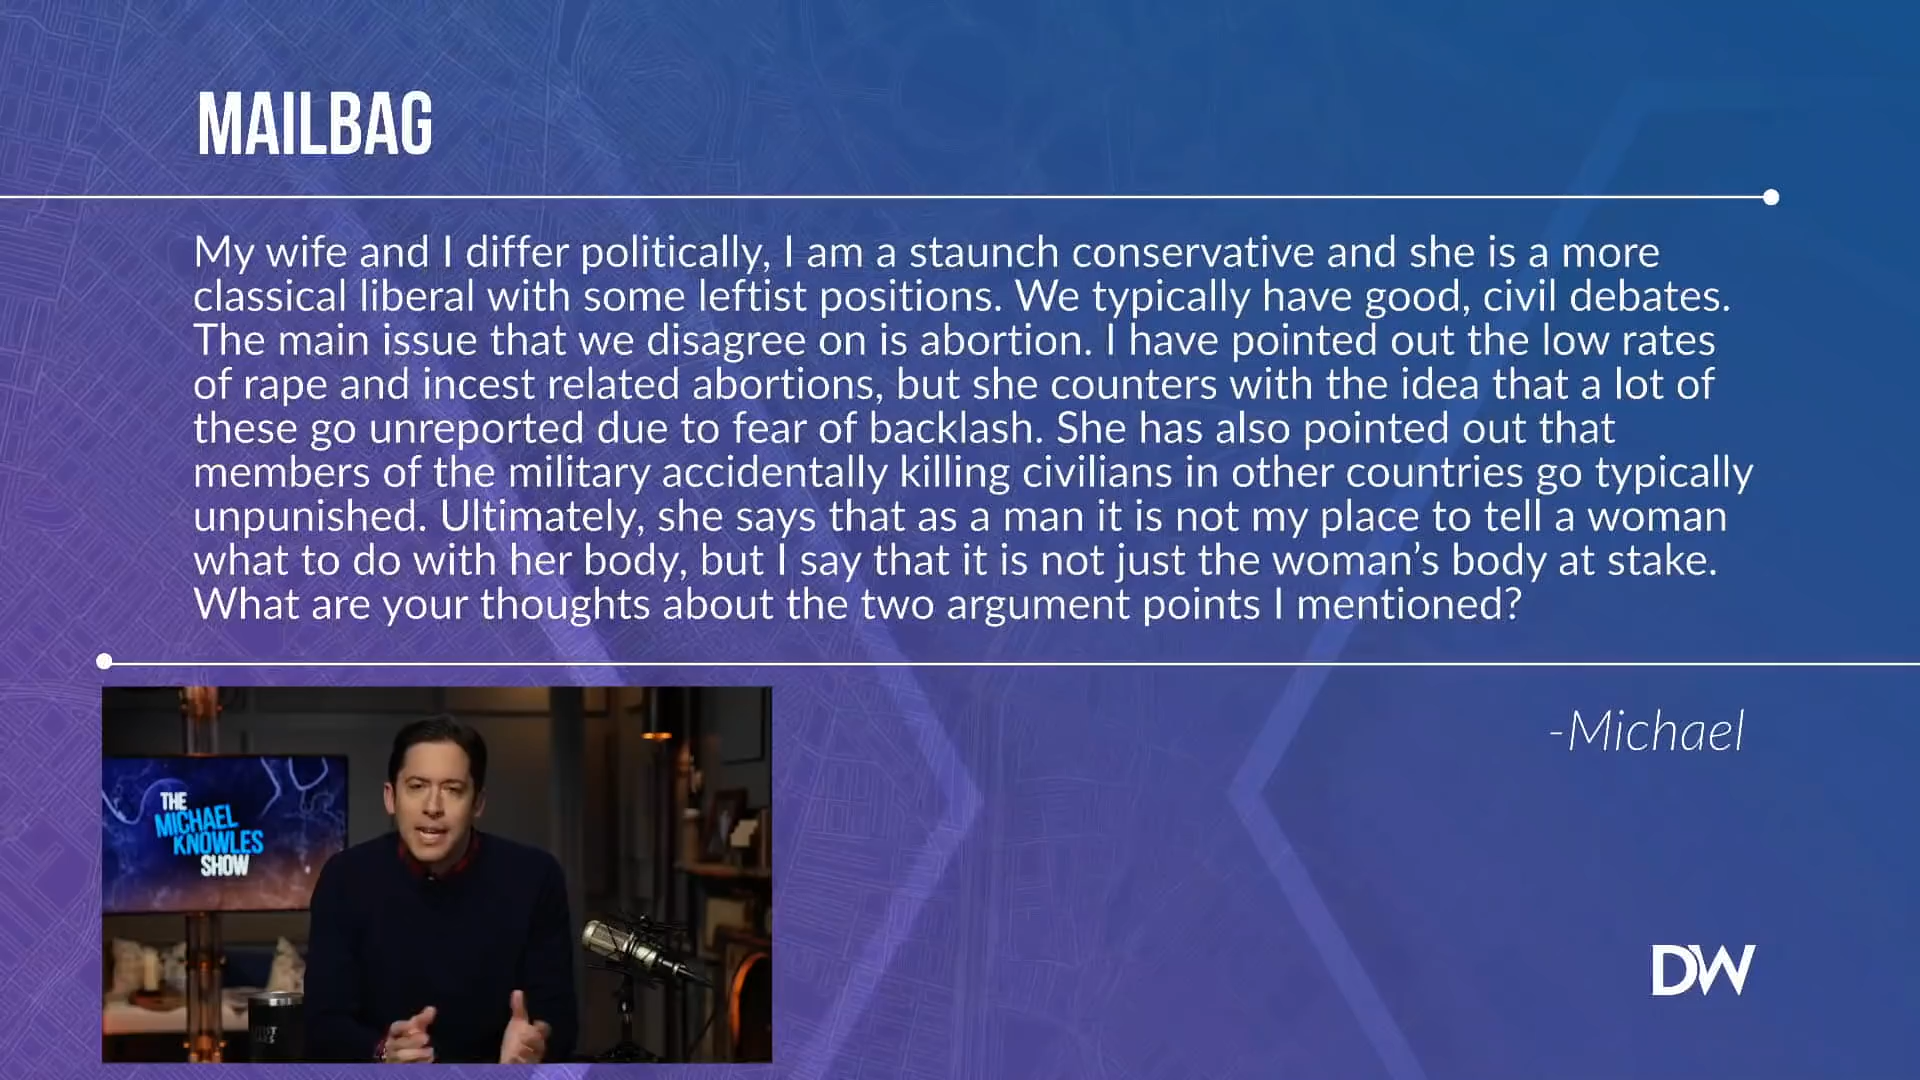 MAILBAG
My wife and I differ politically, I am a staunch conservative and she is a more
classical liberal with some leftist positions. We typically have good, civil debates.
The main issue that we disagree on is abortion. I have pointed out the low rates
of rape and incest related abortions, but she counters with the idea that a lot of
these go unreported due to fear of backlash. She has also pointed out that
members of the military accidentally killing civilians in other countries go typically
unpunished. Ultimately, she says that as a man it is not my place to tell a woman
what to do with her body, but I say that it is not just the woman's body at stake.
What are your thoughts about the two argument points I mentioned?
-Michael
THE
MICHAEL
KNOWLES
SHOW
DW